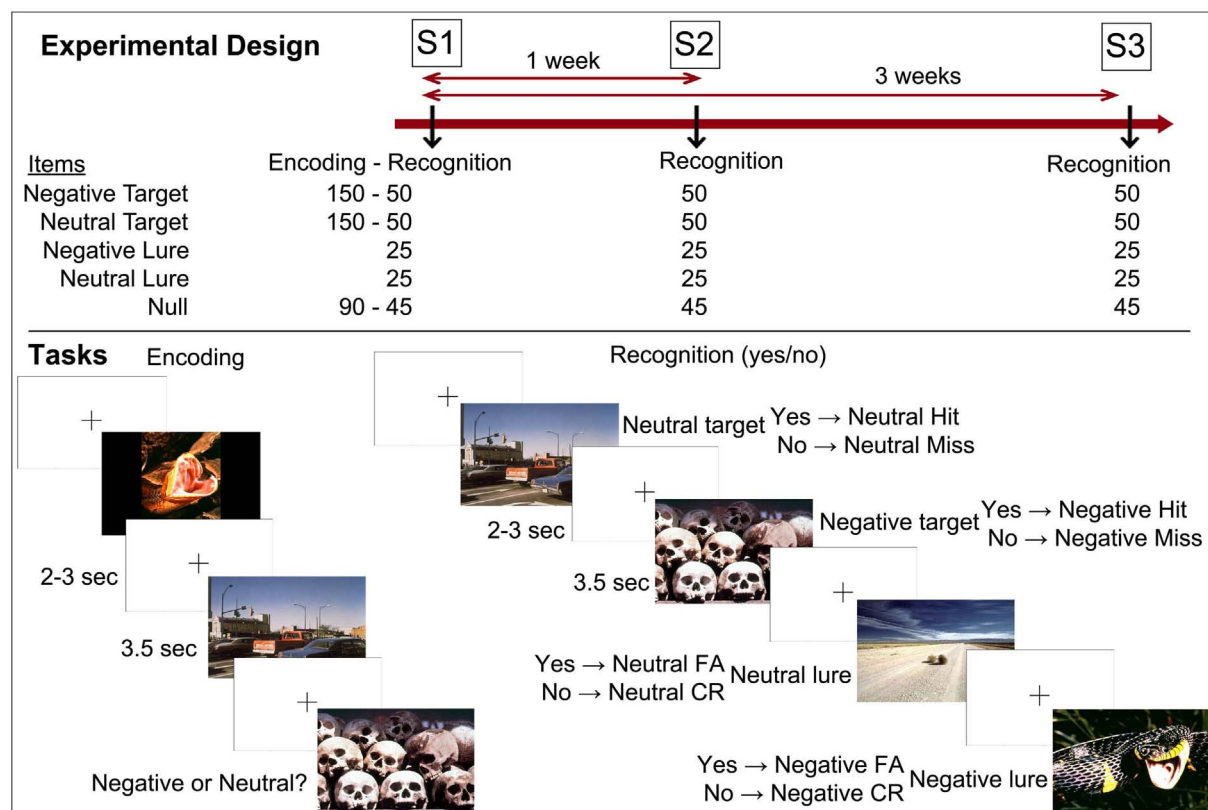 Experimental Design
S1
S2
S3
1 week
3 weeks
Items
Encoding - Recognition
Recognition
Recognition
Negative Target 150 - 50 50 50
Neutral Target 150 - 50 50 50
Negative Lure 25 25 25
Neutral Lure 25 25 25
Null 90 - 45 45 45
Tasks
Encoding
2-3 sec
3.5 sec
Negative or Neutral?
Recognition (yes/no)
Neutral target
Yes → Neutral Hit
No → Neutral Miss
2-3 sec
Negative target
Yes → Negative Hit
No → Negative Miss
3.5 sec
Yes → Neutral FA
No → Neutral CR
Neutral lure
Yes → Negative FA
No → Negative CR
Negative lure